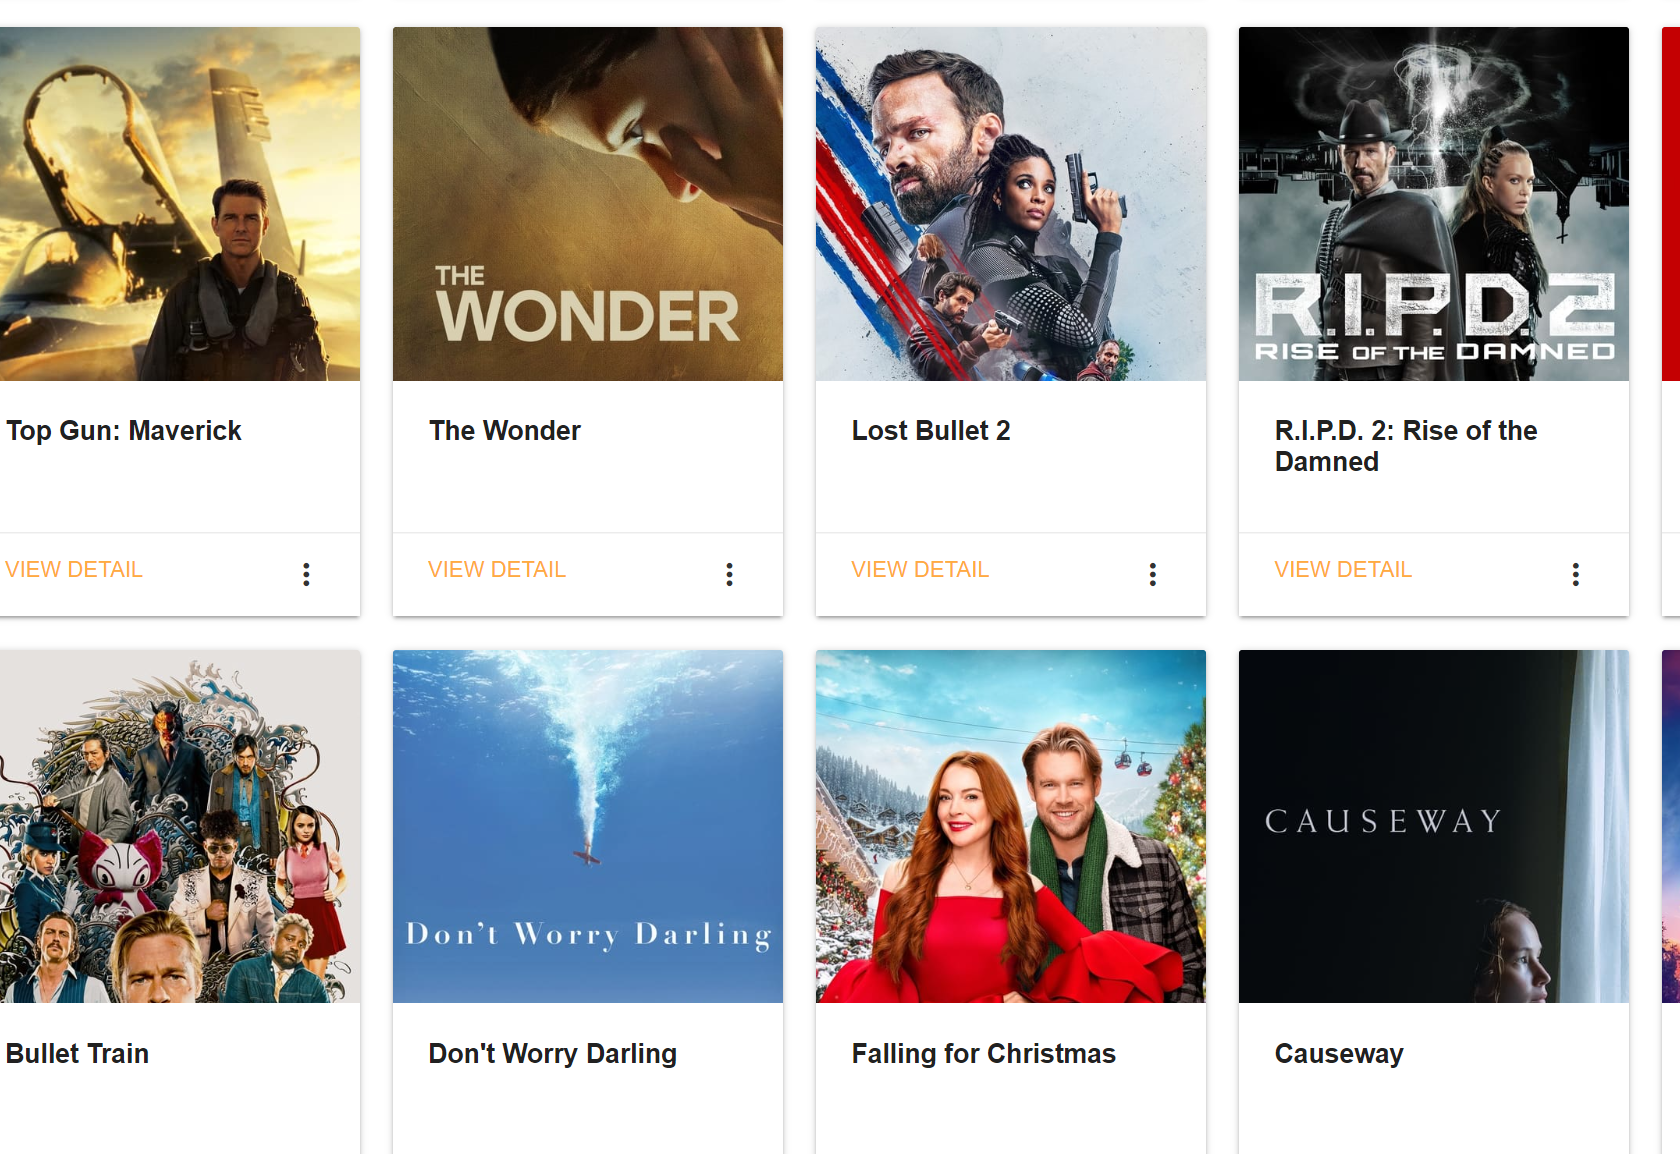 THE
WONDER
R.I.P.D.2
RISE OF THE DAMNED
Top Gun: Maverick
The Wonder
Lost Bullet 2
R.I.P.D. 2: Rise of the
Damned
VIEW DETAIL
VIEW DETAIL
VIEW DETAIL
VIEW DETAIL
Don't Worry Darling
CAUSEWAY
Bullet Train
Don't Worry Darling
Falling for Christmas
Causeway